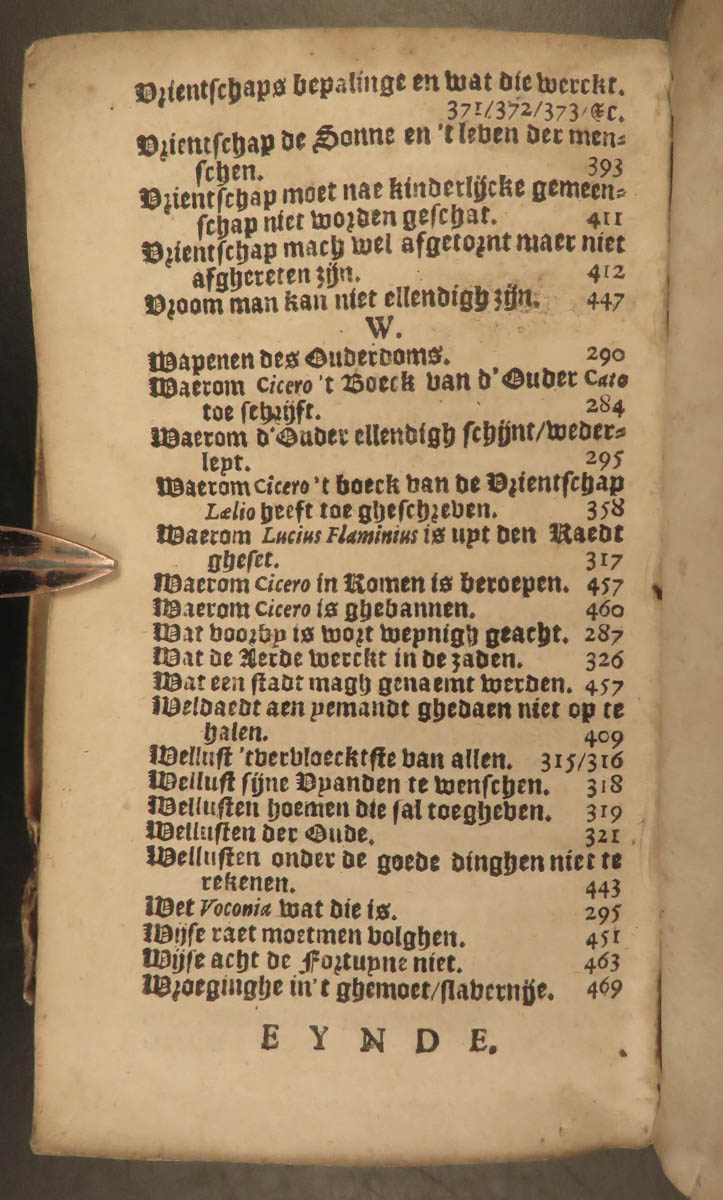 Vrientschaps bepalinge en wat die werckt.
371/372/373/&c.
Vrientschap de Sonne en 't leven der men-
schen. 393
Vrientschap moet nae kinderlijcke gemeen-
schap niet worden geschat. 411
Vrientschap mach wel afgetornt maer niet
afghereten zijn. 412
Vroom man kan niet ellendigh zijn. 447
W.
Wapenen des Ouderdoms. 290
Waerom Cicero 't Boeck van d'Ouder Cato
toe schrijft. 284
Waerom d'Ouder ellendigh schijnt/weder-
leyt. 295
Waerom Cicero 't boeck van de Vrientschap
Lælio heeft toe gheschreven. 358
Waerom Lucius Flaminius is uyt den Raedt
gheset. 317
Waerom Cicero in Romen is beroepen. 457
Waerom Cicero is ghebannen. 460
Wat voorby is wort weynigh geacht. 287
Wat de Aerde werckt in de zaden. 326
Wat een stadt magh genaemt werden. 457
Weldaedt aen yemandt ghedaen niet op te
halen. 409
Wellust 'tvervloecktste van allen. 315/316
Wellust sijne Vyanden te wenschen. 318
Wellusten hoemen die sal toegheven. 319
Wellusten der Oude. 321
Wellusten onder de goede dinghen niet te
rekenen. 443
Wet Voconia wat die is. 295
Wijse raet moetmen volghen. 451
Wijse acht de Fortuyne niet. 463
Wroeginghe in't ghemoet/slavernije. 469
EYNDE.